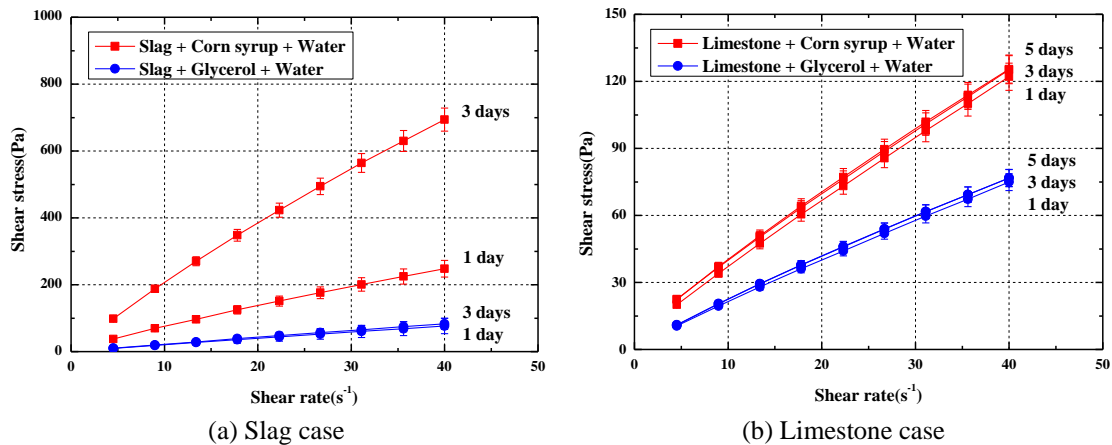 1000
800
600
400
200
0
Shear stress(Pa)
Slag + Corn syrup + Water
Slag + Glycerol + Water
3 days
1 day
3 days
1 day
0 10 20 30 40 50
Shear rate(s⁻¹)
(a) Slag case
150
120
90
60
30
0
Shear stress(Pa)
Limestone + Corn syrup + Water
Limestone + Glycerol + Water
5 days
3 days
1 day
5 days
3 days
1 day
0 10 20 30 40 50
Shear rate(s⁻¹)
(b) Limestone case